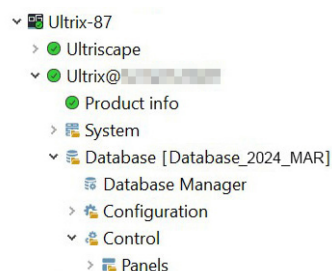 Ultrix-87
Ultriscape
Ultrix@
Product info
System
Database [Database_2024_MAR]
Database Manager
Configuration
Control
Panels